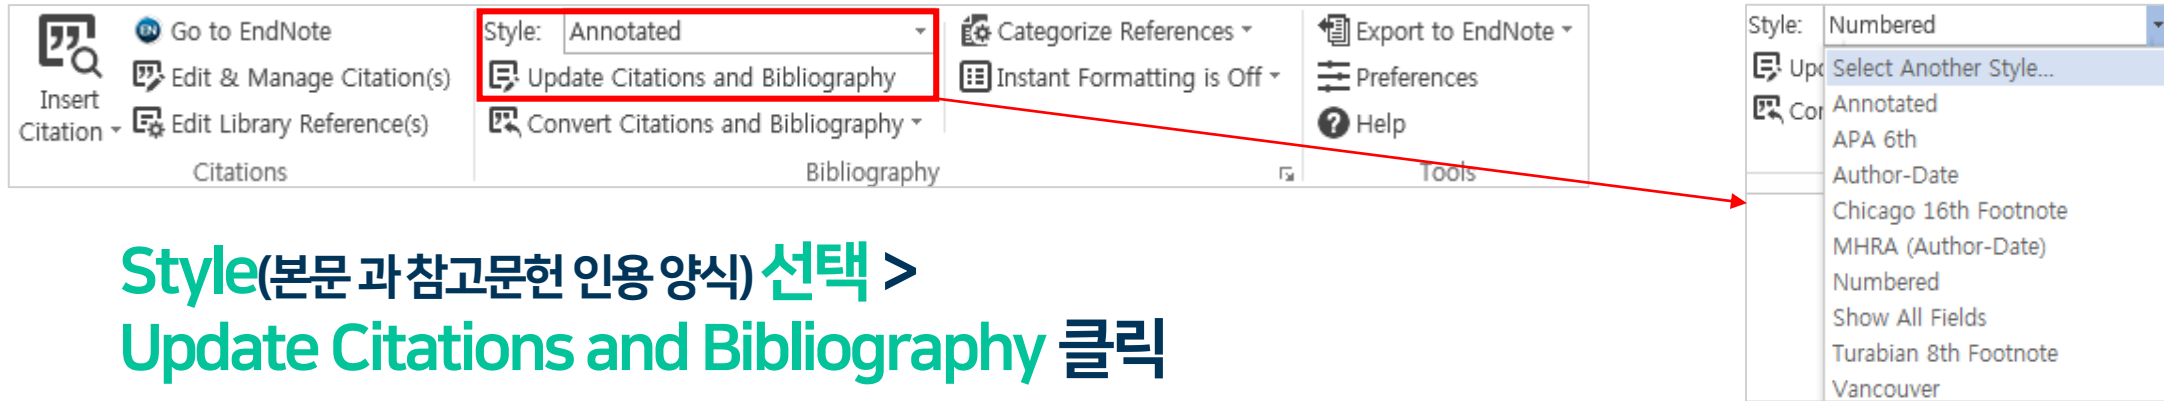 Insert
Citation
Go to EndNote
Edit & Manage Citation(s)
Edit Library Reference(s)
Citations
Style: Annotated
Update Citations and Bibliography
Convert Citations and Bibliography
Categorize References
Instant Formatting is Off
Bibliography
Export to EndNote
Preferences
Help
Tools
Style: Numbered
Upd
Cor
Select Another Style...
Annotated
APA 6th
Author-Date
Chicago 16th Footnote
MHRA (Author-Date)
Numbered
Show All Fields
Turabian 8th Footnote
Vancouver
Style(본문 과 참고문헌 인용 양식) 선택 >
Update Citations and Bibliography 클릭